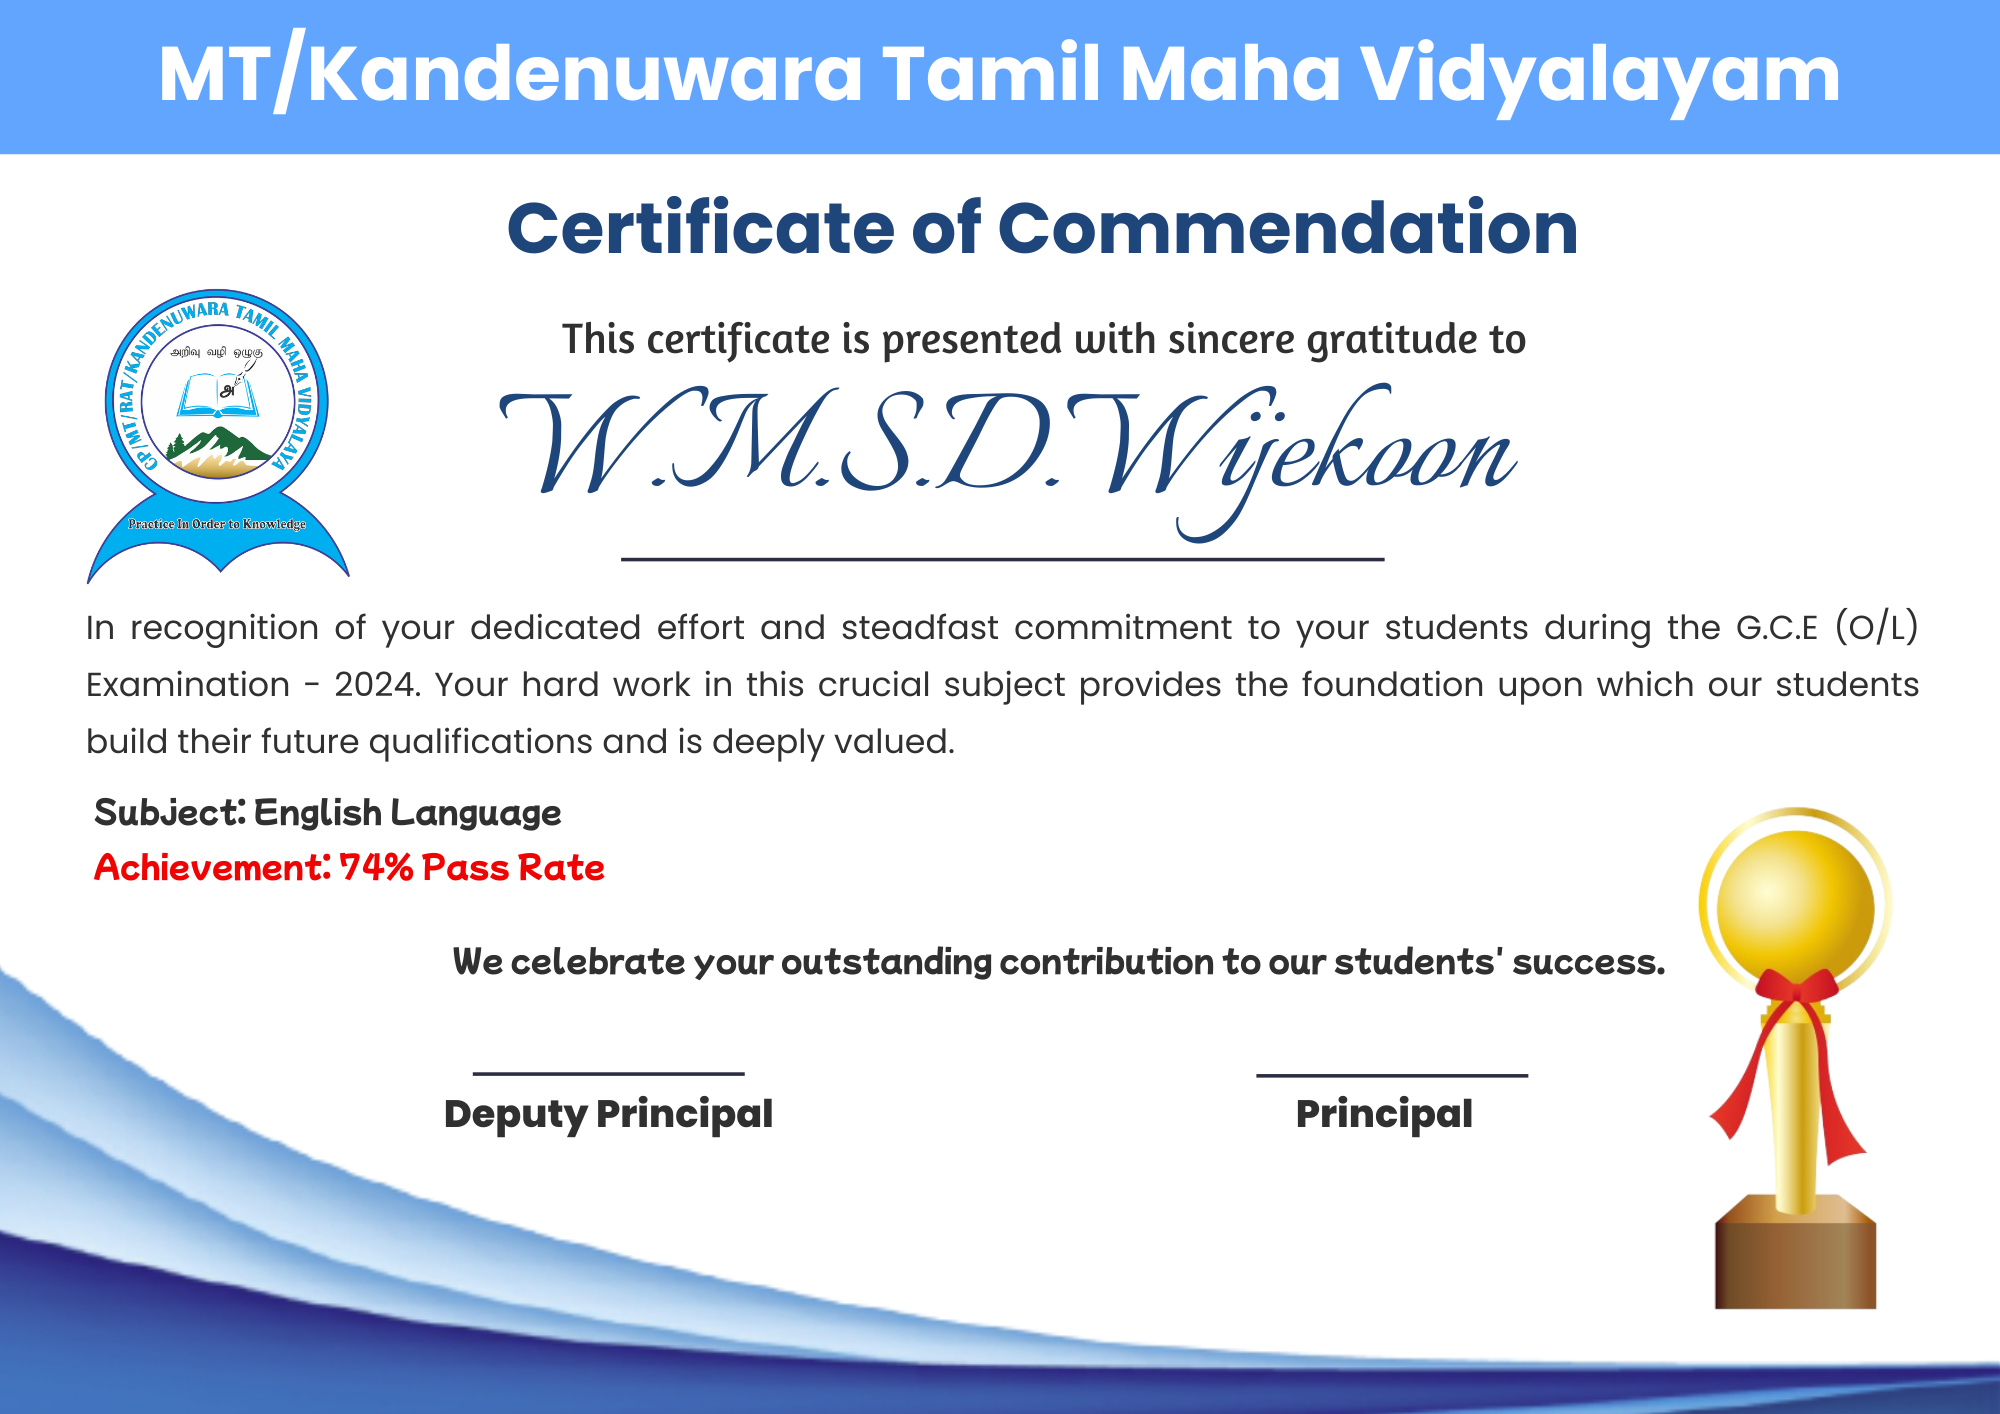 MT/Kandenuwara Tamil Maha Vidyalayam
Certificate of Commendation
CP/MT/RAT/KANDENUWARA TAMIL MAHA VIDYALAYA
அறிவு வழி ஒழுகு
அ
Practice In Order to Knowledge
This certificate is presented with sincere gratitude to
W.M.S.D.Wijekoon
In recognition of your dedicated effort and steadfast commitment to your students during the G.C.E (O/L)
Examination - 2024. Your hard work in this crucial subject provides the foundation upon which our students
build their future qualifications and is deeply valued.
Subject: English Language
Achievement: 74% Pass Rate
We celebrate your outstanding contribution to our students' success.
Deputy Principal
Principal